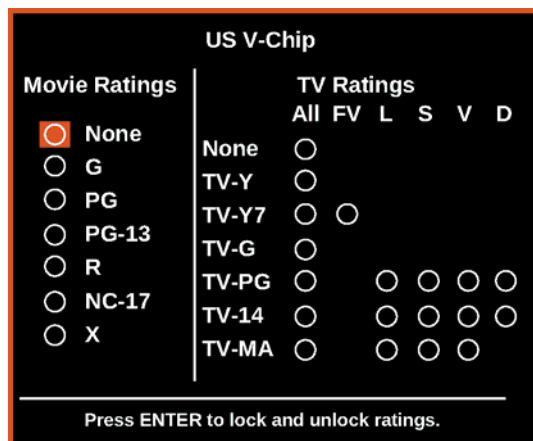 US V-Chip
Movie Ratings
None
G
PG
PG-13
R
NC-17
X
TV Ratings
All FV L S V D
None
TV-Y
TV-Y7
TV-G
TV-PG
TV-14
TV-MA
Press ENTER to lock and unlock ratings.